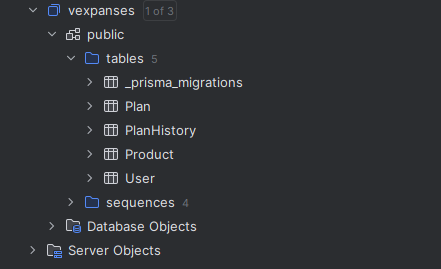 vexpanses 1 of 3
public
tables 5
_prisma_migrations
Plan
PlanHistory
Product
User
sequences 4
Database Objects
Server Objects